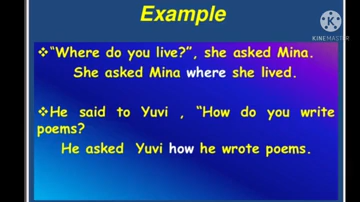 Example
KINEMASTER
❖"Where do you live?", she asked Mina.
She asked Mina where she lived.
❖He said to Yuvi , "How do you write
poems?
He asked Yuvi how he wrote poems.